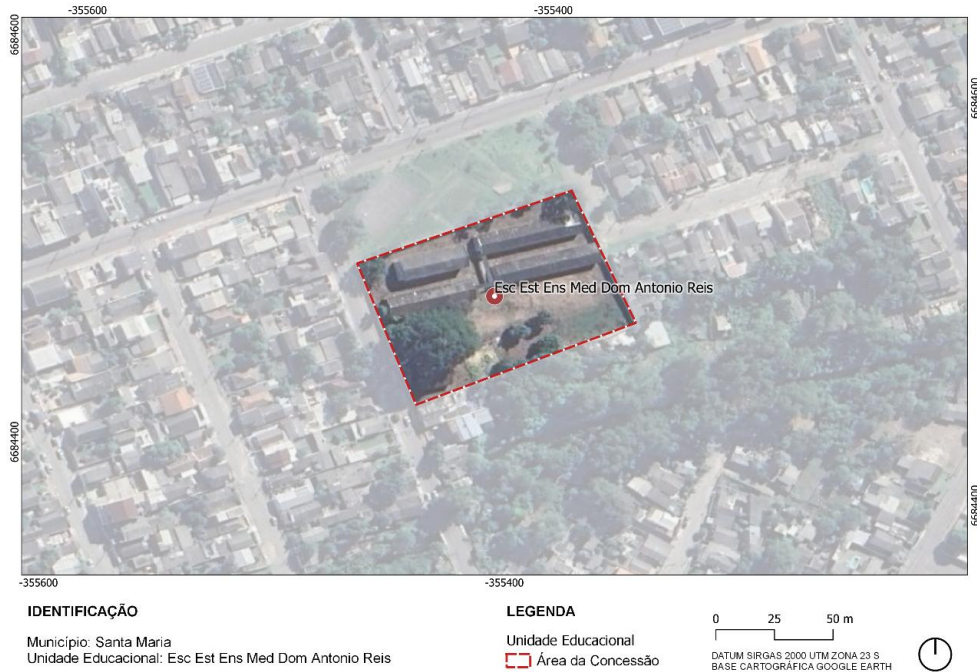 -355600
-355400
6684600
6684600
Esc Est Ens Med Dom Antonio Reis
6684400
6684400
-355600
-355400
IDENTIFICAÇÃO
Município: Santa Maria
Unidade Educacional: Esc Est Ens Med Dom Antonio Reis
LEGENDA
Unidade Educacional
Área da Concessão
0 25 50 m
DATUM SIRGAS 2000 UTM ZONA 23 S
BASE CARTOGRÁFICA GOOGLE EARTH